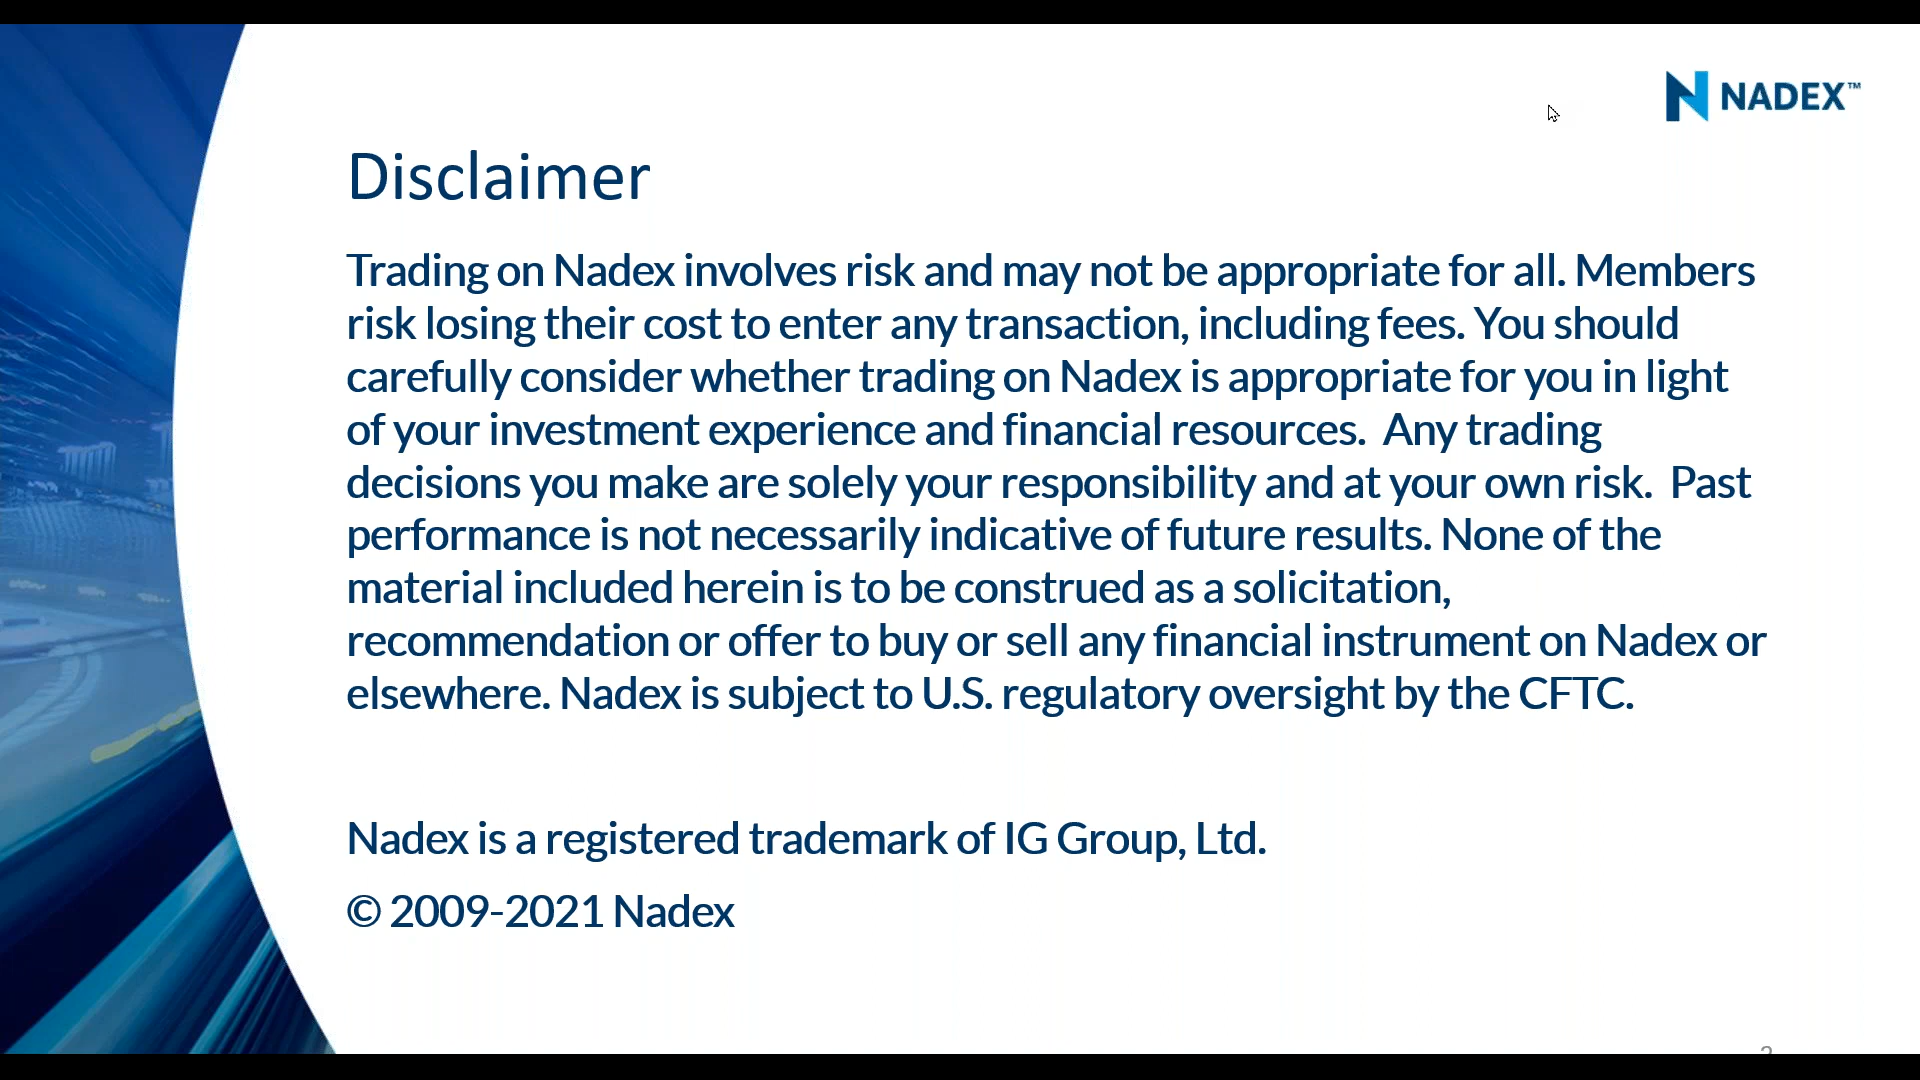 NADEX™
Disclaimer
Trading on Nadex involves risk and may not be appropriate for all. Members
risk losing their cost to enter any transaction, including fees. You should
carefully consider whether trading on Nadex is appropriate for you in light
of your investment experience and financial resources.  Any trading
decisions you make are solely your responsibility and at your own risk.  Past
performance is not necessarily indicative of future results. None of the
material included herein is to be construed as a solicitation,
recommendation or offer to buy or sell any financial instrument on Nadex or
elsewhere. Nadex is subject to U.S. regulatory oversight by the CFTC.
Nadex is a registered trademark of IG Group, Ltd.
© 2009-2021 Nadex